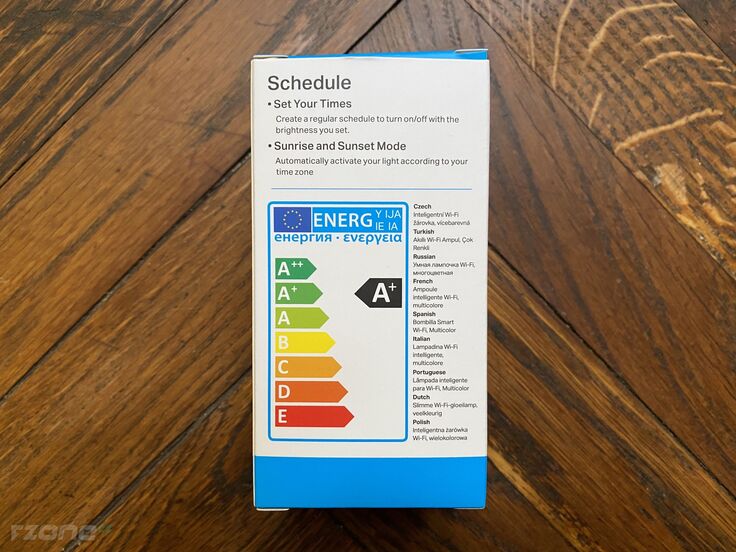 Schedule
• Set Your Times
Create a regular schedule to turn on/off with the
brightness you set.
• Sunrise and Sunset Mode
Automatically activate your light according to your
time zone
ENERG Y IJA
IE IA
енергия · ενεργεια
A++
A+
A
B
C
D
E
A+
Czech
Inteligentní Wi-Fi
žárovka, vícebarevná
Turkish
Akıllı Wi-Fi Ampul, Çok
Renkli
Russian
Умная лампочка Wi-Fi,
многоцветная
French
Ampoule
intelligente Wi-Fi,
multicolore
Spanish
Bombilla Smart
Wi-Fi, Multicolor
Italian
Lampadina Wi-Fi
intelligente,
multicolore
Portuguese
Lâmpada inteligente
para Wi-Fi, Multicolor
Dutch
Slimme Wi-Fi-gloeilamp,
veelkleurig
Polish
Inteligentna żarówka
Wi-Fi, wielokolorowa
rzone